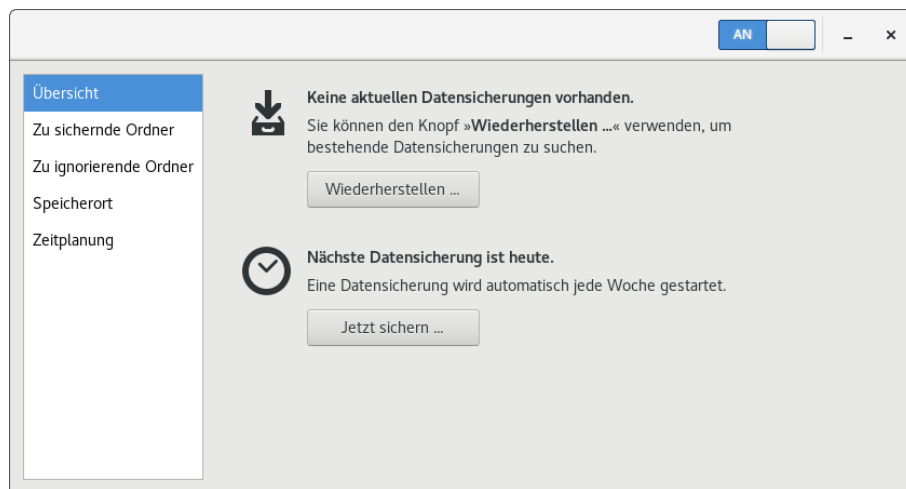 AN
Übersicht
Zu sichernde Ordner
Zu ignorierende Ordner
Speicherort
Zeitplanung
Keine aktuellen Datensicherungen vorhanden.
Sie können den Knopf »Wiederherstellen ...« verwenden, um
bestehende Datensicherungen zu suchen.
Wiederherstellen ...
Nächste Datensicherung ist heute.
Eine Datensicherung wird automatisch jede Woche gestartet.
Jetzt sichern ...